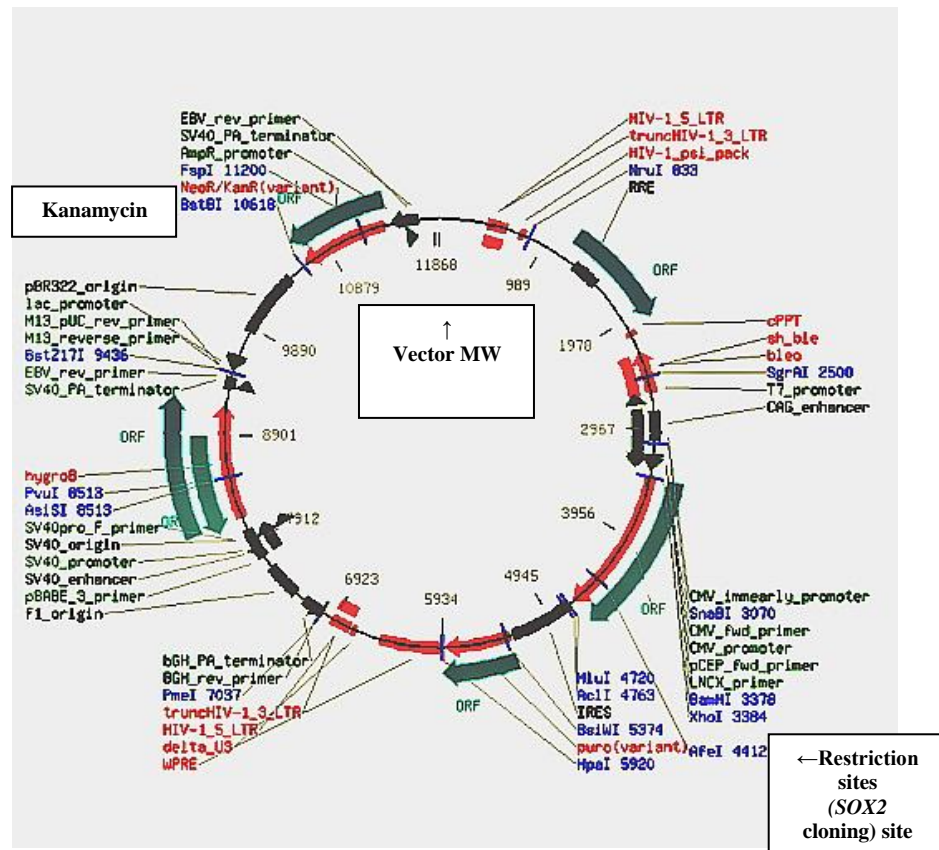 EBV_rev_primer
SV40_PA_terminator
AmpR_promoter
FspI 11200
NeoR/KanR(variant)
BstBI 10618
ORF
Kanamycin
HIV-1_5_LTR
truncHIV-1_3_LTR
HIV-1_psi_pack
NruI 833
RRE
ORF
11868
989
10879
1978
↑
Vector MW
cPPT
sh_ble
bleo
SgrAI 2500
T7_promoter
CAG_enhancer
pBR322_origin
lac_promoter
M13_pUC_rev_primer
M13_reverse_primer
BstZ17I 9436
EBV_rev_primer
SV40_PA_terminator
9890
2967
ORF
8901
hygroB
PvuI 8513
AsiSI 8513
ORF
SV40pro_F_primer
SV40_origin
SV40_promoter
SV40_enhancer
pBABE_3_primer
F1_origin
7912
3956
6923
5934
4945
ORF
CMV_immearly_promoter
SnaBI 3070
CMV_fwd_primer
CMV_promoter
pCEP_fwd_primer
LNCX_primer
BamHI 3378
XhoI 3384
AfeI 4412
bGH_PA_terminator
BGH_rev_primer
PmeI 7037
truncHIV-1_3_LTR
HIV-1_5_LTR
delta_U3
WPRE
ORF
MluI 4720
AclI 4763
IRES
BsiWI 5374
puro(variant)
HpaI 5920
←Restriction
sites
(SOX2
cloning) site